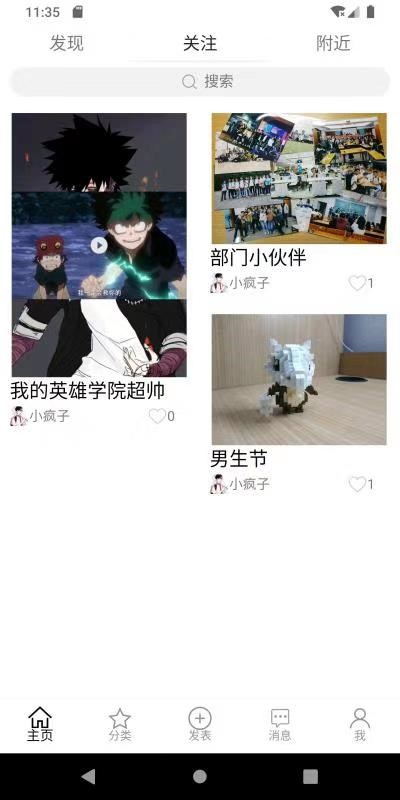 11:35
发现
关注
附近
搜索
部门小伙伴
小疯子
1
我的英雄学院超帅
小疯子
0
男生节
小疯子
1
主页
分类
发表
消息
我